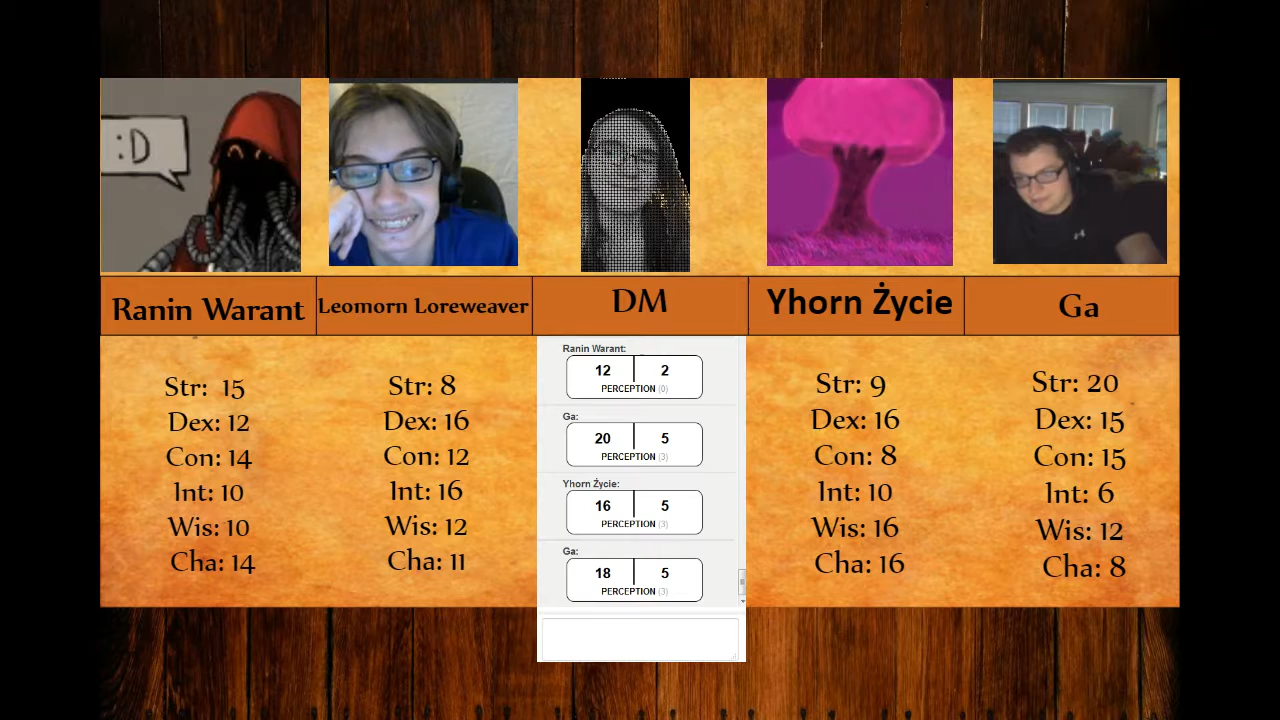 :D
Ranin Warant
Leomorn Loreweaver
DM
Yhorn Życie
Ga
Str: 15
Dex: 12
Con: 14
Int: 10
Wis: 10
Cha: 14
Str: 8
Dex: 16
Con: 12
Int: 16
Wis: 12
Cha: 11
Ranin Warant:
12 2
PERCEPTION (0)
Ga:
20 5
PERCEPTION (3)
Yhorn Życie:
16 5
PERCEPTION (3)
Ga:
18 5
PERCEPTION (3)
Str: 9
Dex: 16
Con: 8
Int: 10
Wis: 16
Cha: 16
Str: 20
Dex: 15
Con: 15
Int: 6
Wis: 12
Cha: 8